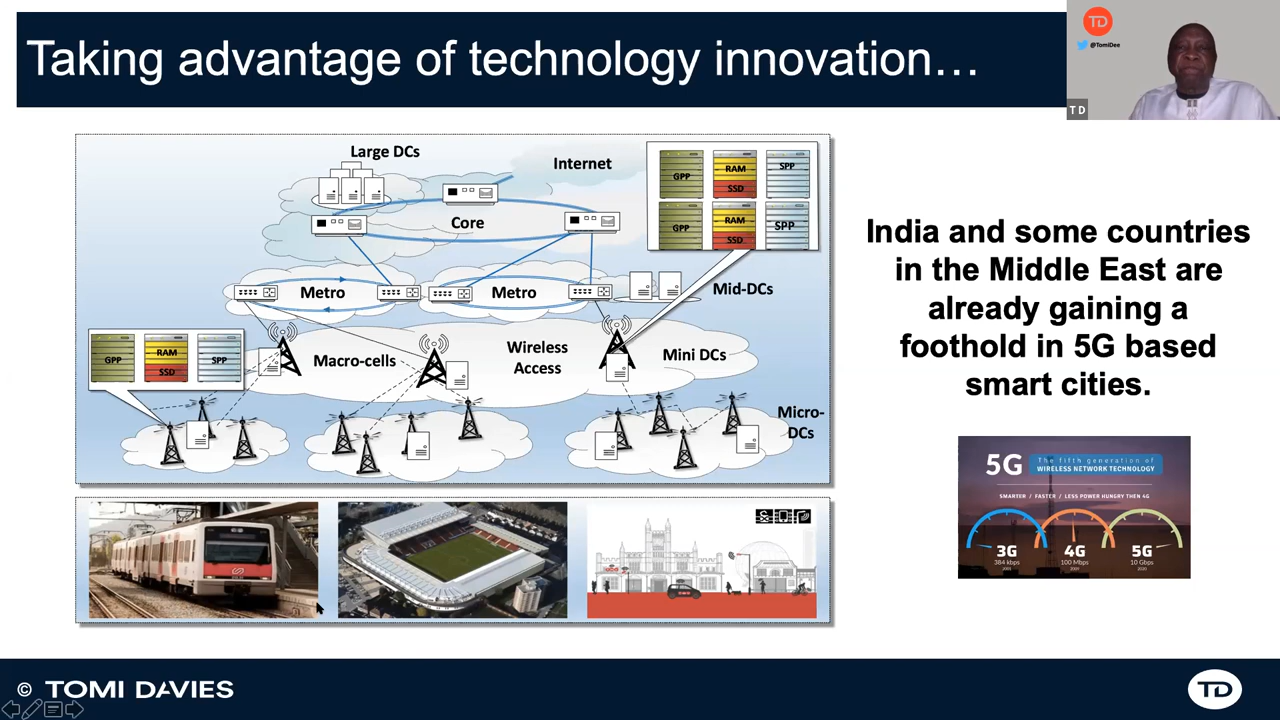 Taking advantage of technology innovation…
TD
@TomiDee
T D
Large DCs
Internet
Core
GPP
RAM
SSD
SPP
GPP
RAM
SSD
SPP
Metro
Metro
Mid-DCs
GPP
RAM
SSD
SPP
Macro-cells
Wireless
Access
Mini DCs
Micro-
DCs
India and some countries
in the Middle East are
already gaining a
foothold in 5G based
smart cities.
5G
The fifth generation of
WIRELESS NETWORK TECHNOLOGY
SMARTER / FASTER / LESS POWER HUNGRY THEN 4G
3G
384 kbps
2001
4G
100 Mbps
2009
5G
10 Gbps
2020
© TOMI DAVIES
TD